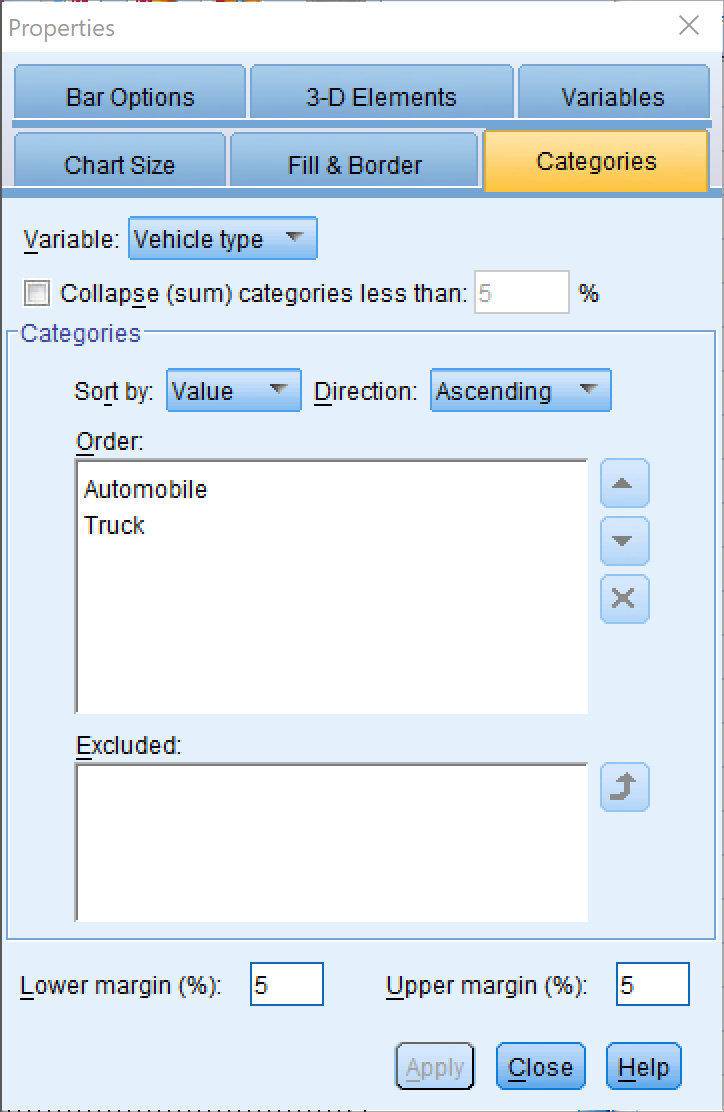 Properties
Bar Options 3-D Elements Variables
Chart Size Fill & Border Categories
Variable: Vehicle type
Collapse (sum) categories less than: 5 %
Categories
Sort by: Value Direction: Ascending
Order:
Automobile
Truck
Excluded:
Lower margin (%): 5 Upper margin (%): 5
Apply Close Help